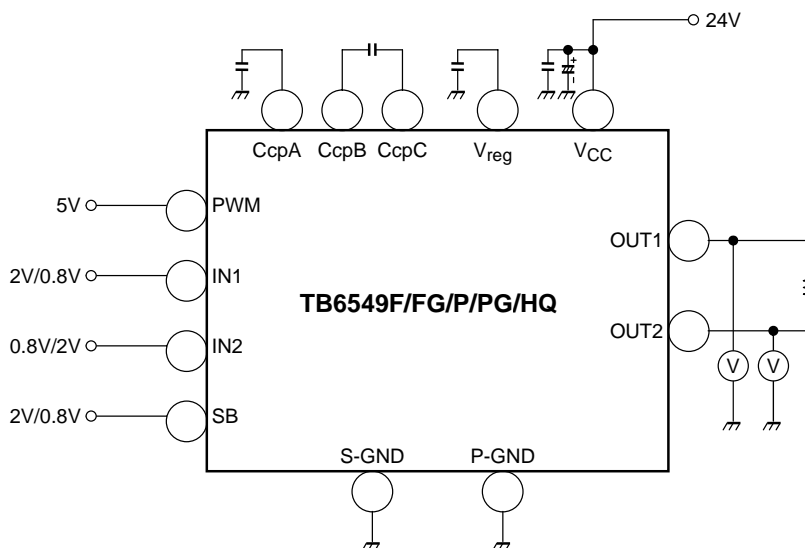 24V
+
−
CcpA CcpB CcpC Vreg VCC
5V PWM
OUT1
2V/0.8V IN1
TB6549F/FG/P/PG/HQ
0.8V/2V IN2
OUT2
V V
2V/0.8V SB
S-GND P-GND